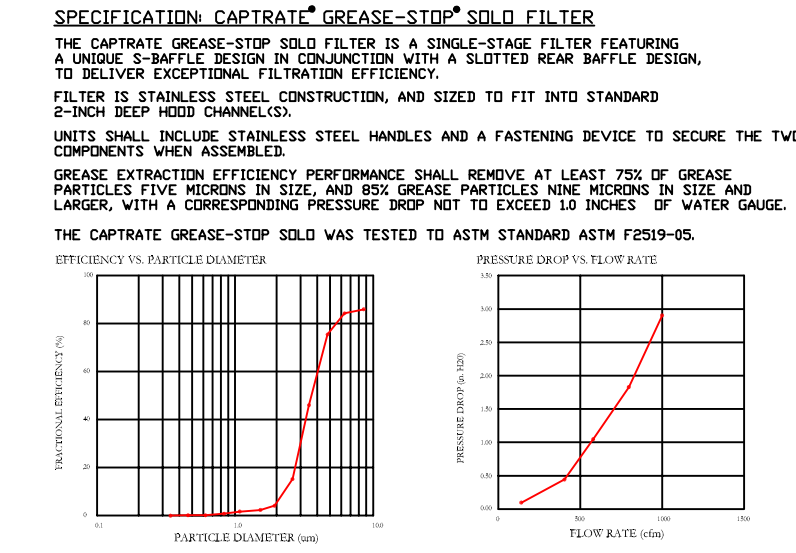 SPECIFICATION: CAPTRATE® GREASE-STOP® SOLO FILTER
THE CAPTRATE GREASE-STOP SOLO FILTER IS A SINGLE-STAGE FILTER FEATURING
A UNIQUE S-BAFFLE DESIGN IN CONJUNCTION WITH A SLOTTED REAR BAFFLE DESIGN,
TO DELIVER EXCEPTIONAL FILTRATION EFFICIENCY.
FILTER IS STAINLESS STEEL CONSTRUCTION, AND SIZED TO FIT INTO STANDARD
2-INCH DEEP HOOD CHANNEL(S).
UNITS SHALL INCLUDE STAINLESS STEEL HANDLES AND A FASTENING DEVICE TO SECURE THE TWO
COMPONENTS WHEN ASSEMBLED.
GREASE EXTRACTION EFFICIENCY PERFORMANCE SHALL REMOVE AT LEAST 75% OF GREASE
PARTICLES FIVE MICRONS IN SIZE, AND 85% GREASE PARTICLES NINE MICRONS IN SIZE AND
LARGER, WITH A CORRESPONDING PRESSURE DROP NOT TO EXCEED 1.0 INCHES OF WATER GAUGE.
THE CAPTRATE GREASE-STOP SOLO WAS TESTED TO ASTM STANDARD ASTM F2519-05.
EFFICIENCY VS. PARTICLE DIAMETER
100
80
60
40
20
0
FRACTIONAL EFFICIENCY (%)
0.1 1.0 10.0
PARTICLE DIAMETER (um)
PRESSURE DROP VS. FLOW RATE
3.50
3.00
2.50
2.00
1.50
1.00
0.50
0.00
PRESSURE DROP (in. H20)
0 500 1000 1500
FLOW RATE (cfm)